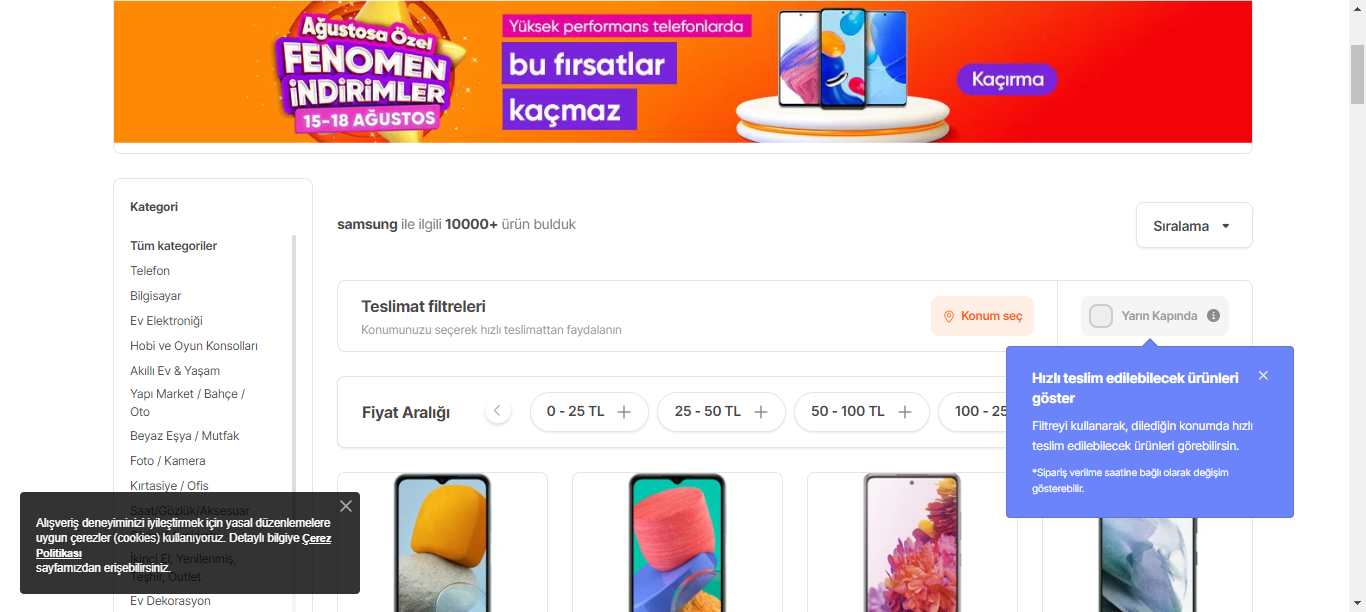 Ağustosa Özel
FENOMEN
İNDİRİMLER
15-18 AĞUSTOS
Yüksek performans telefonlarda
bu fırsatlar
kaçmaz
Kaçırma
Kategori
Tüm kategoriler
Telefon
Bilgisayar
Ev Elektroniği
Hobi ve Oyun Konsolları
Akıllı Ev & Yaşam
Yapı Market / Bahçe /
Oto
Beyaz Eşya / Mutfak
Foto / Kamera
Kırtasiye / Ofis
Saat/Gözlük/Aksesuar
İkinci El, Yenilenmiş,
Teşhir, Outlet
Ev Dekorasyon
samsung ile ilgili 10000+ ürün bulduk
Sıralama
Teslimat filtreleri
Konumunuzu seçerek hızlı teslimattan faydalanın
Konum seç
Yarın Kapında
Fiyat Aralığı
0 - 25 TL
25 - 50 TL
50 - 100 TL
100 - 25
Hızlı teslim edilebilecek ürünleri
göster
Filtreyi kullanarak, dilediğin konumda hızlı
teslim edilebilecek ürünleri görebilirsin.
*Sipariş verilme saatine bağlı olarak değişim
gösterebilir.
Alışveriş deneyiminizi iyileştirmek için yasal düzenlemelere
uygun çerezler (cookies) kullanıyoruz. Detaylı bilgiye Çerez
Politikası
sayfamızdan erişebilirsiniz.